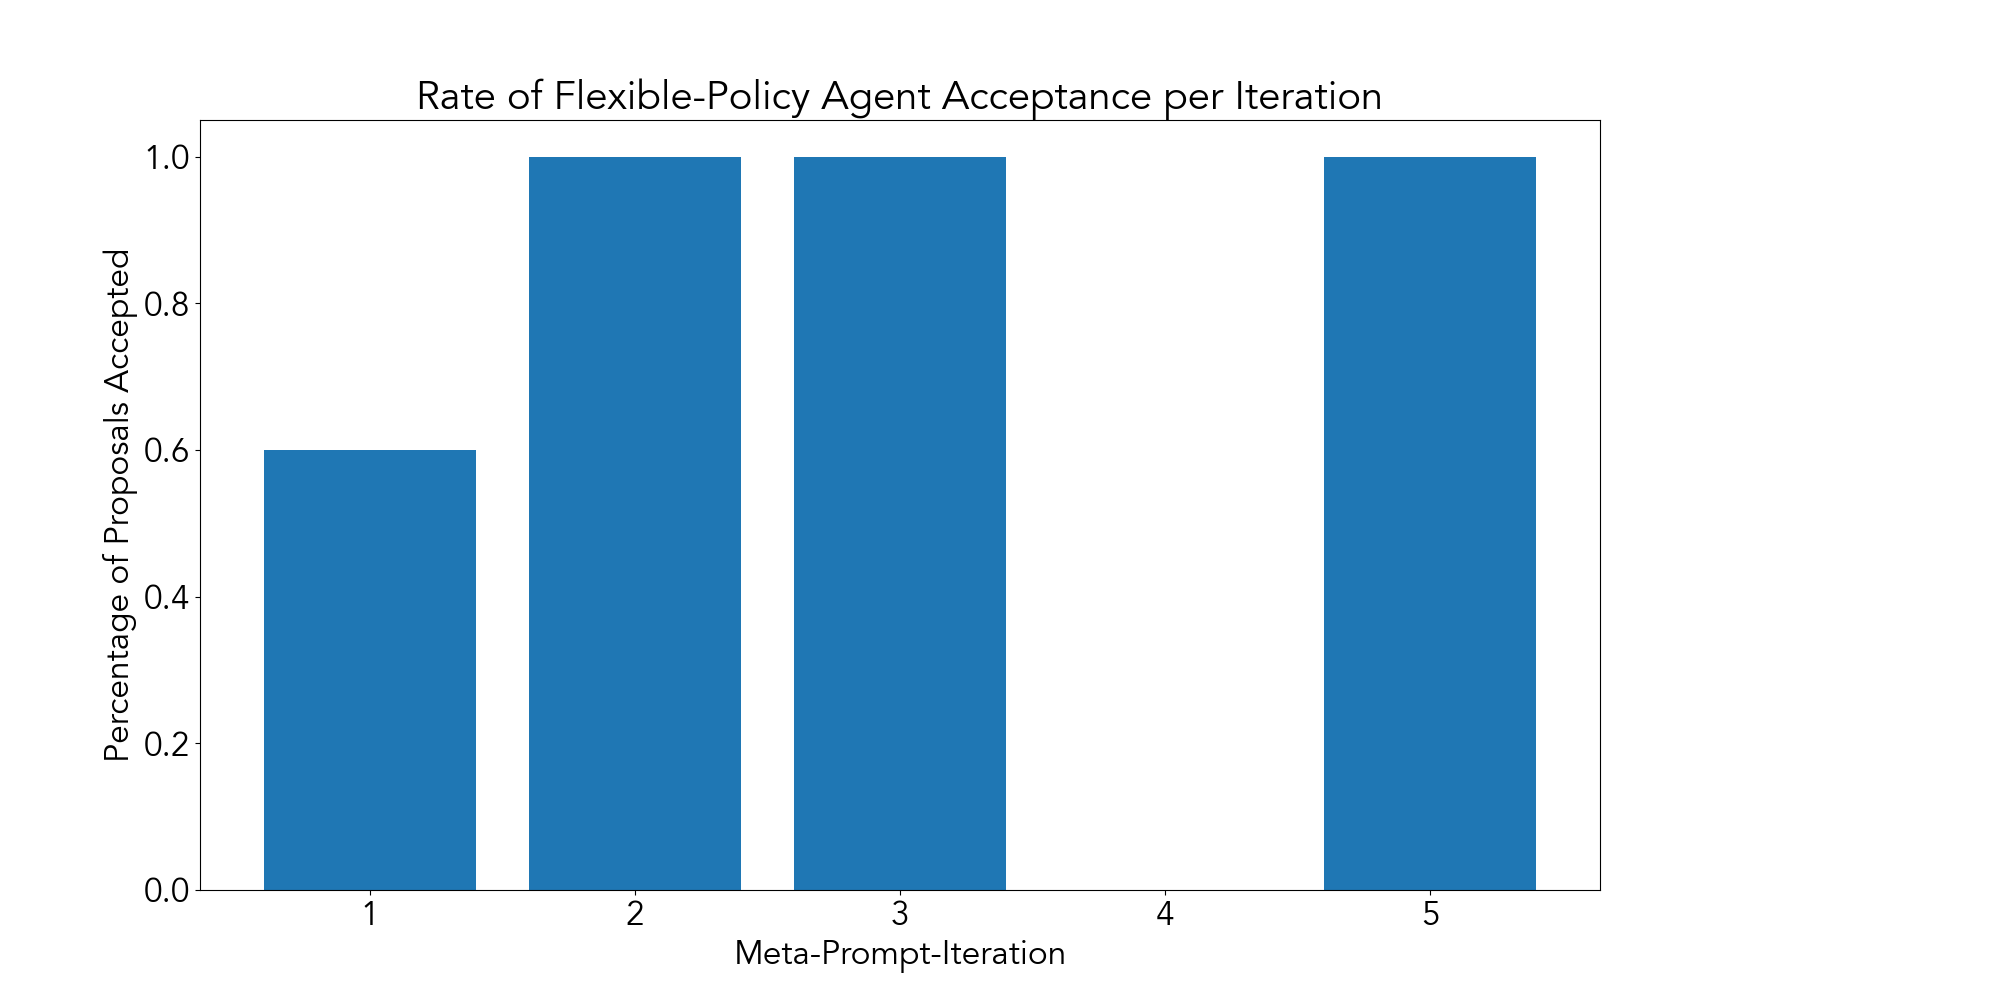 Rate of Flexible-Policy Agent Acceptance per Iteration
Percentage of Proposals Accepted
1.0
0.8
0.6
0.4
0.2
0.0
1 2 3 4 5
Meta-Prompt-Iteration